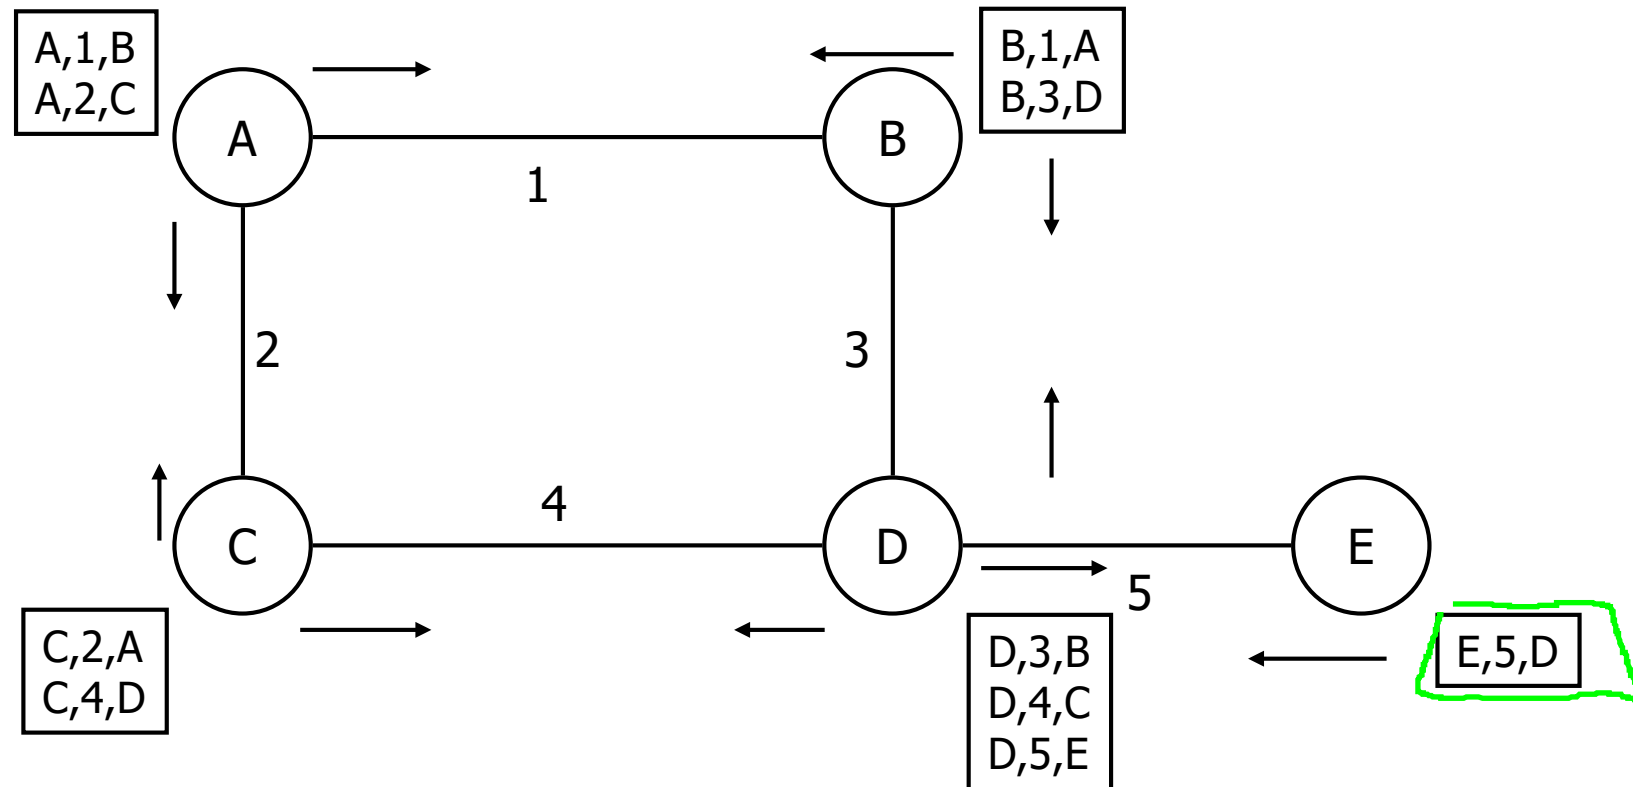 A,1,B
A,2,C
B,1,A
B,3,D
A
B
1
2
3
4
C
D
E
5
C,2,A
C,4,D
D,3,B
D,4,C
D,5,E
E,5,D